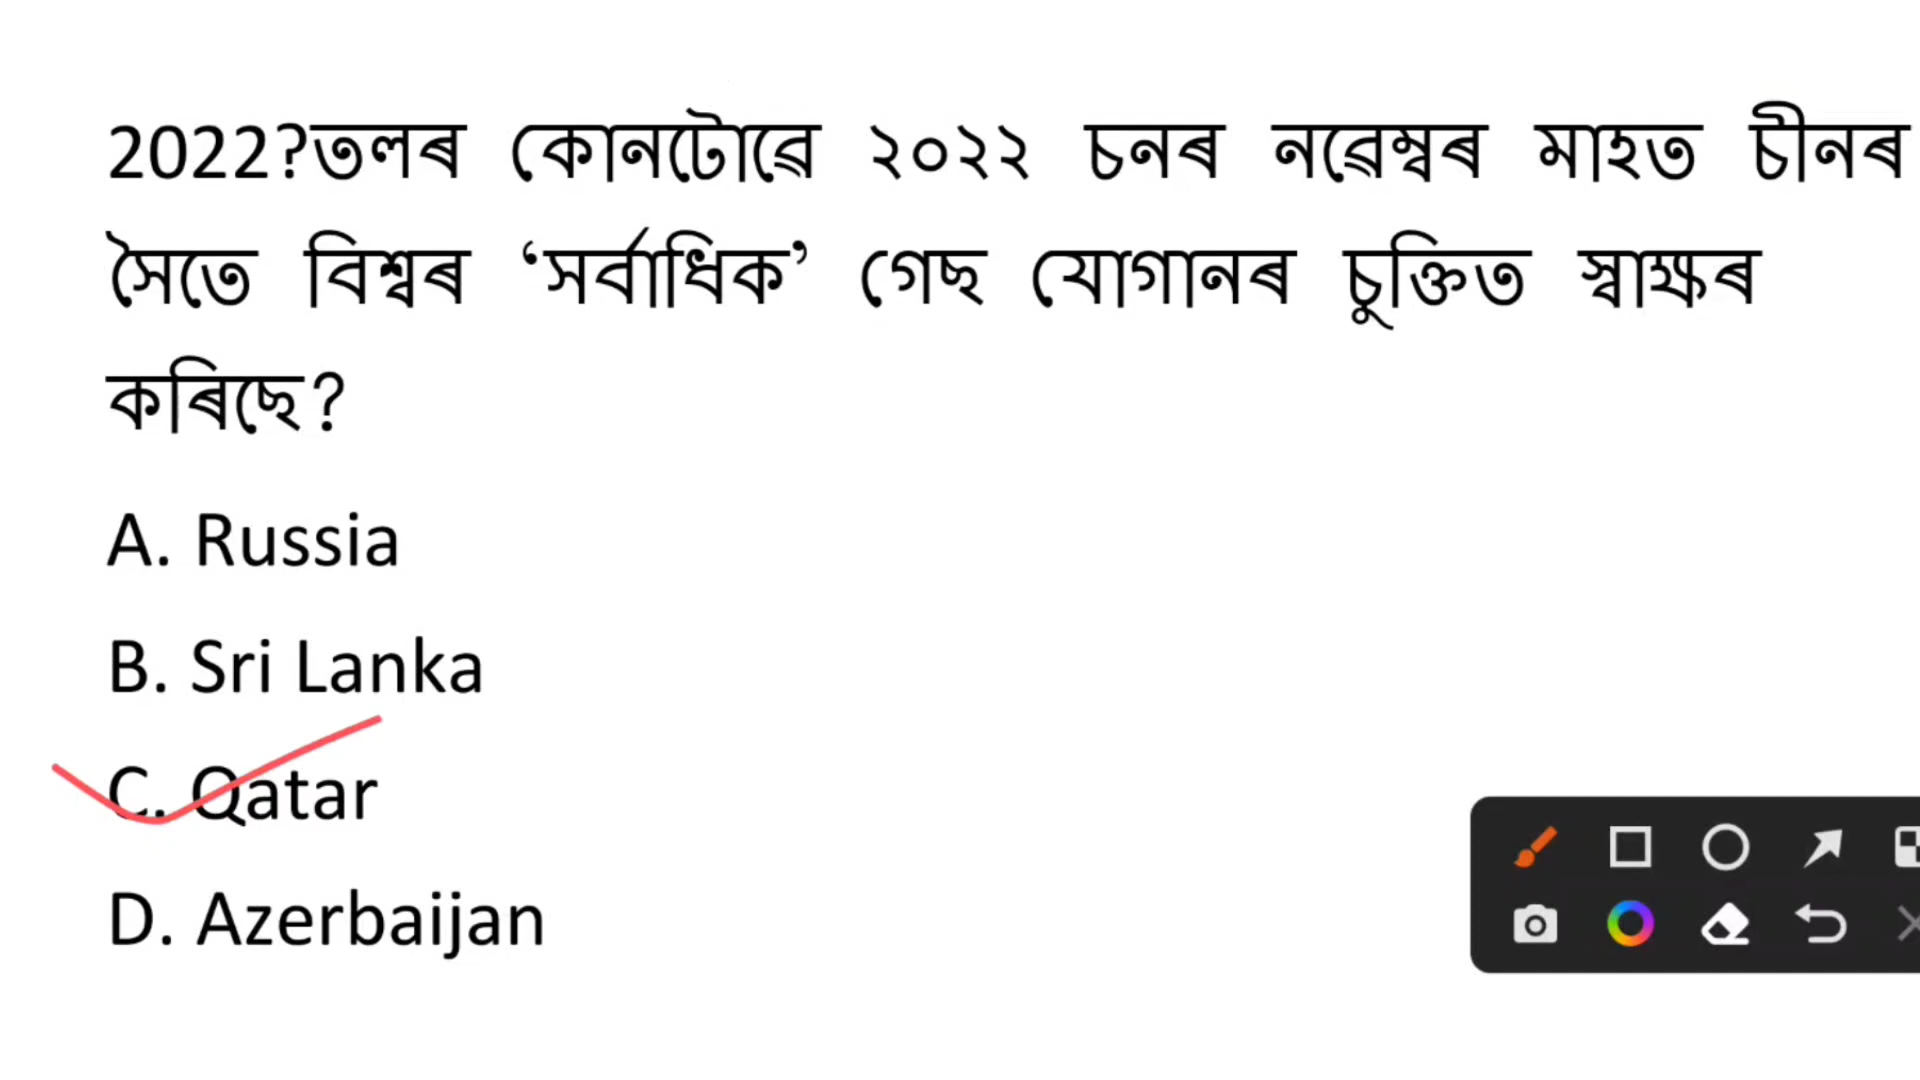 2022?তলৰ কোনটোৱে ২০২২ চনৰ নৱেম্বৰ মাহত চীনৰ
সৈতে বিশ্বৰ ‘সৰ্বাধিক’ গেছ যোগানৰ চুক্তিত স্বাক্ষৰ
কৰিছে?
A. Russia
B. Sri Lanka
C. Qatar
D. Azerbaijan